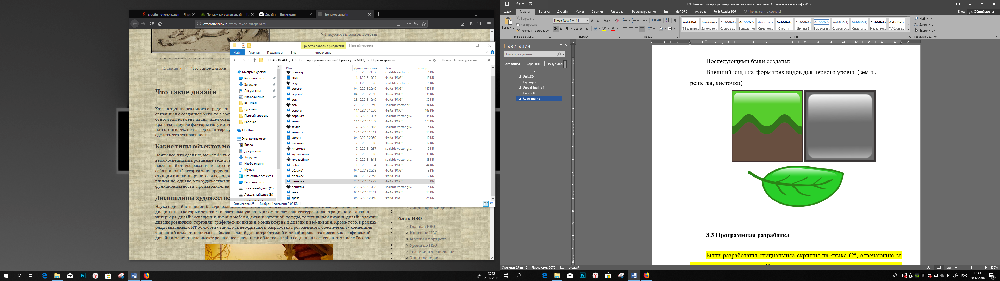 дизайн почему важен — Янд
Почему так важен дизайн - К
Дизайн — Википедия
Что такое дизайн
oformitelblok.ru/chto-takoe-dizajn.html
Рисунки гипсовой головы
Главная
Что такое дизайн
Что такое дизайн
Хотя нет универсального определени
связанный с созданием чего-то в соот
относятся: элемент плана; идея созда
красоты). Другие факторы могут быт
или стоимость, но нас здесь интересу
сделать что-то красивое».
Какие типы объектов мо
Почти все, что сделано, может быть с
высокоспециализированные техниче
настоящей статье рассматривается т
себя широкий ассортимент продукци
станции или концертного зала, подод
внимание, однако, что художественн
функциональности, производительн
Дисциплины художестве
Наука о дизайне в целом быстро развивается с 1960-х годов. Сегодня все большее число дизайнерских
дисциплин, в которых эстетика играет важную роль, в том числе: архитектура, иллюстрация книг, дизайн
интерьера, дизайн освещения, дизайн мебели, дизайн кухонной посуды, текстильный дизайн, дизайн одежды,
дизайн розничной торговли, графический дизайн, компьютерный дизайн и веб-дизайн. Кроме того, в рамках
ряда связанных с ИТ областей - таких как веб-дизайн и разработка программного обеспечения - концепция
«внешний вид» становится все более важной для потребителей и дизайнеров, в то время как графический
дизайн и макет также имеют решающее значение в области онлайн социальных сетей, в том числе Facebook.
Ландшафтный дизайн
блок ИЗО
Главная ИЗО
Книги по ИЗО
Мысли о портрете
Уроки по ИЗО
Техники и технологии
Энциклопедия
Средства работы с рисунками
Первый уровень
Файл Главная Поделиться Вид Управление
« DRAGON AGE (F:) › Техн. программирования (Черноскутов М.Ю.) › Первый уровень
Поиск: Первый уровень
Быстрый доступ
Рабочий стол
Загрузки
Документы
Изображения
КОЛЛАЖ
курсовая
Первый уровень
Рабочая
OneDrive
Этот компьютер
Видео
Документы
Загрузки
Изображения
Музыка
Объемные объекты
Рабочий стол
Локальный диск (C:)
Локальный диск (E:)
Имя Дата изменения Тип Размер
drawing 16.10.2018 21:02 scalable vector gr... 4 КБ
вода 11.11.2018 15:25 Файл "PNG" 19 КБ
вода 11.11.2018 15:26 scalable vector gr... 5 КБ
дерево 04.10.2018 20:49 Файл "PNG" 147 КБ
дерево2 04.10.2018 20:50 Файл "PNG" 35 КБ
дом 23.10.2018 19:49 Файл "PNG" 30 КБ
дом 23.10.2018 19:50 scalable vector gr... 34 КБ
дорога 11.10.2018 10:30 Файл "PNG" 182 КБ
дорожка 11.10.2018 10:25 scalable vector gr... 944 КБ
земля 11.10.2018 10:32 Файл "PNG" 674 КБ
земля 17.10.2018 18:18 scalable vector gr... 5 КБ
земля_к 17.10.2018 18:11 Файл "PNG" 10 КБ
камень 04.10.2018 20:50 Файл "PNG" 10 КБ
листочек 17.10.2018 16:18 Файл "PNG" 17 КБ
листочек 17.10.2018 16:37 scalable vector gr... 9 КБ
муравейник 17.10.2018 18:16 Файл "PNG" 39 КБ
муравейник 17.10.2018 18:18 scalable vector gr... 83 КБ
небо 11.10.2018 10:34 Файл "PNG" 44 КБ
облако1 04.10.2018 20:58 Файл "PNG" 3 КБ
облако2 04.10.2018 20:58 Файл "PNG" 2 КБ
решетка 23.10.2018 19:22 Файл "PNG" 3 КБ
решетка 23.10.2018 19:22 scalable vector gr... 4 КБ
тень 04.10.2018 20:51 Файл "PNG" 14 КБ
трава 04.10.2018 20:50 Файл "PNG" 24 КБ
Элементов: 25 Выбран 1 элемент: 2,02 КБ
12:43
20.12.2018
ПЗ_Технологии программирования [Режим ограниченной функциональности] - Word
Файл Главная Вставка Дизайн Макет Ссылки Рассылки Рецензирование Вид doPDF 9 Acrobat Foxit Reader PDF Что вы хотите сделать? Вход Общий доступ
Вставить
Вырезать
Копировать
Формат по образцу
Буфер обмена
Times New F 14
Шрифт
Абзац
¶ Без инте... Заголово... Слабое в... Выделение Сильное... Строгий Цитата 2 Выделенн... Слабая сс... Сильная... Название... ¶ Абзац с...
Стили
Найти
Заменить
Выделить
Редактирование
Навигация
Поиск в документе
Заголовки Страницы Результаты
1.3. Unity3D
1.3. CryEngine 3
1.3. Unreal Engine 4
1.3. Cocos2D
1.3. Rage Engine
Последующими были созданы:
Внешний вид платформ трех видов для первого уровня (земля,
решетка, листочки)
3.3 Программная разработка
Были разработаны специальные скрипты на языке C#, отвечающие за
Страница 27 из 40 Число слов: 5078 русский 130%
РУС
12:43
20.12.2018